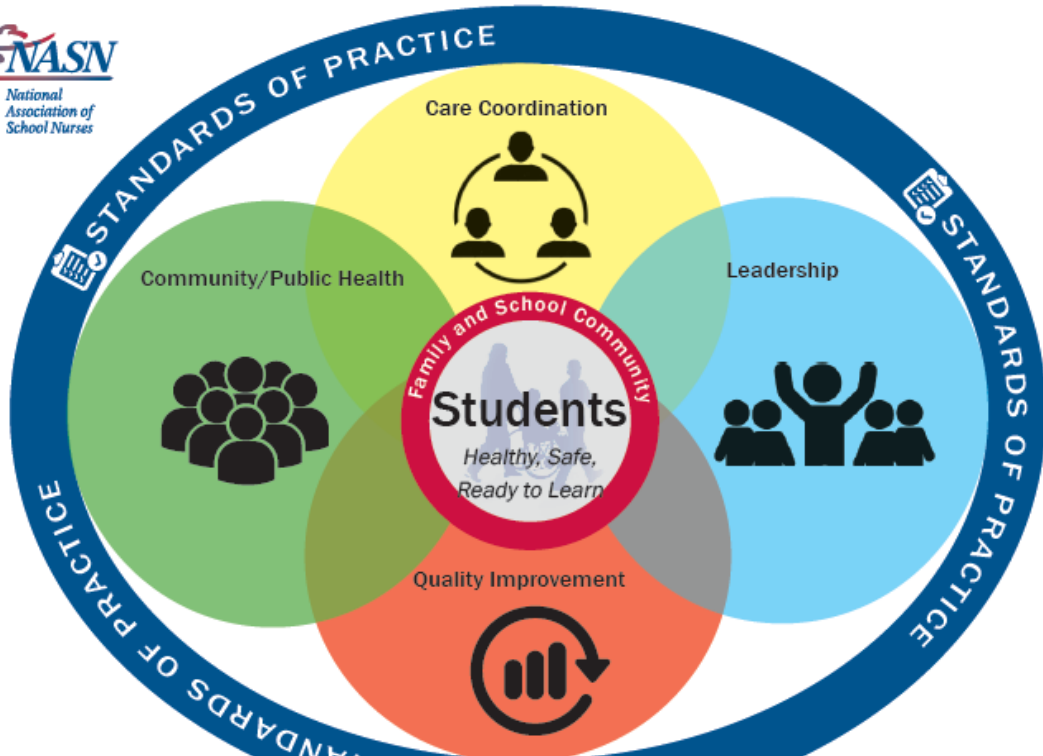 NASN
National
Association of
School Nurses
STANDARDS OF PRACTICE
STANDARDS OF PRACTICE
STANDARDS OF PRACTICE
Care Coordination
Community/Public Health
Leadership
Family and School Community
Students
Healthy, Safe,
Ready to Learn
Quality Improvement